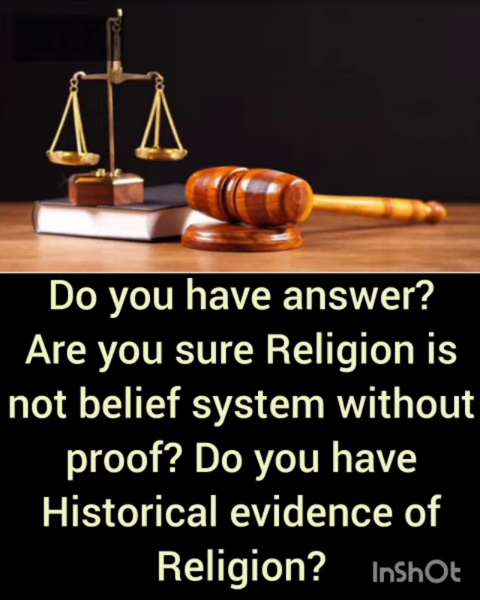 Do you have answer?
Are you sure Religion is
not belief system without
proof? Do you have
Historical evidence of
Religion?
InShOt